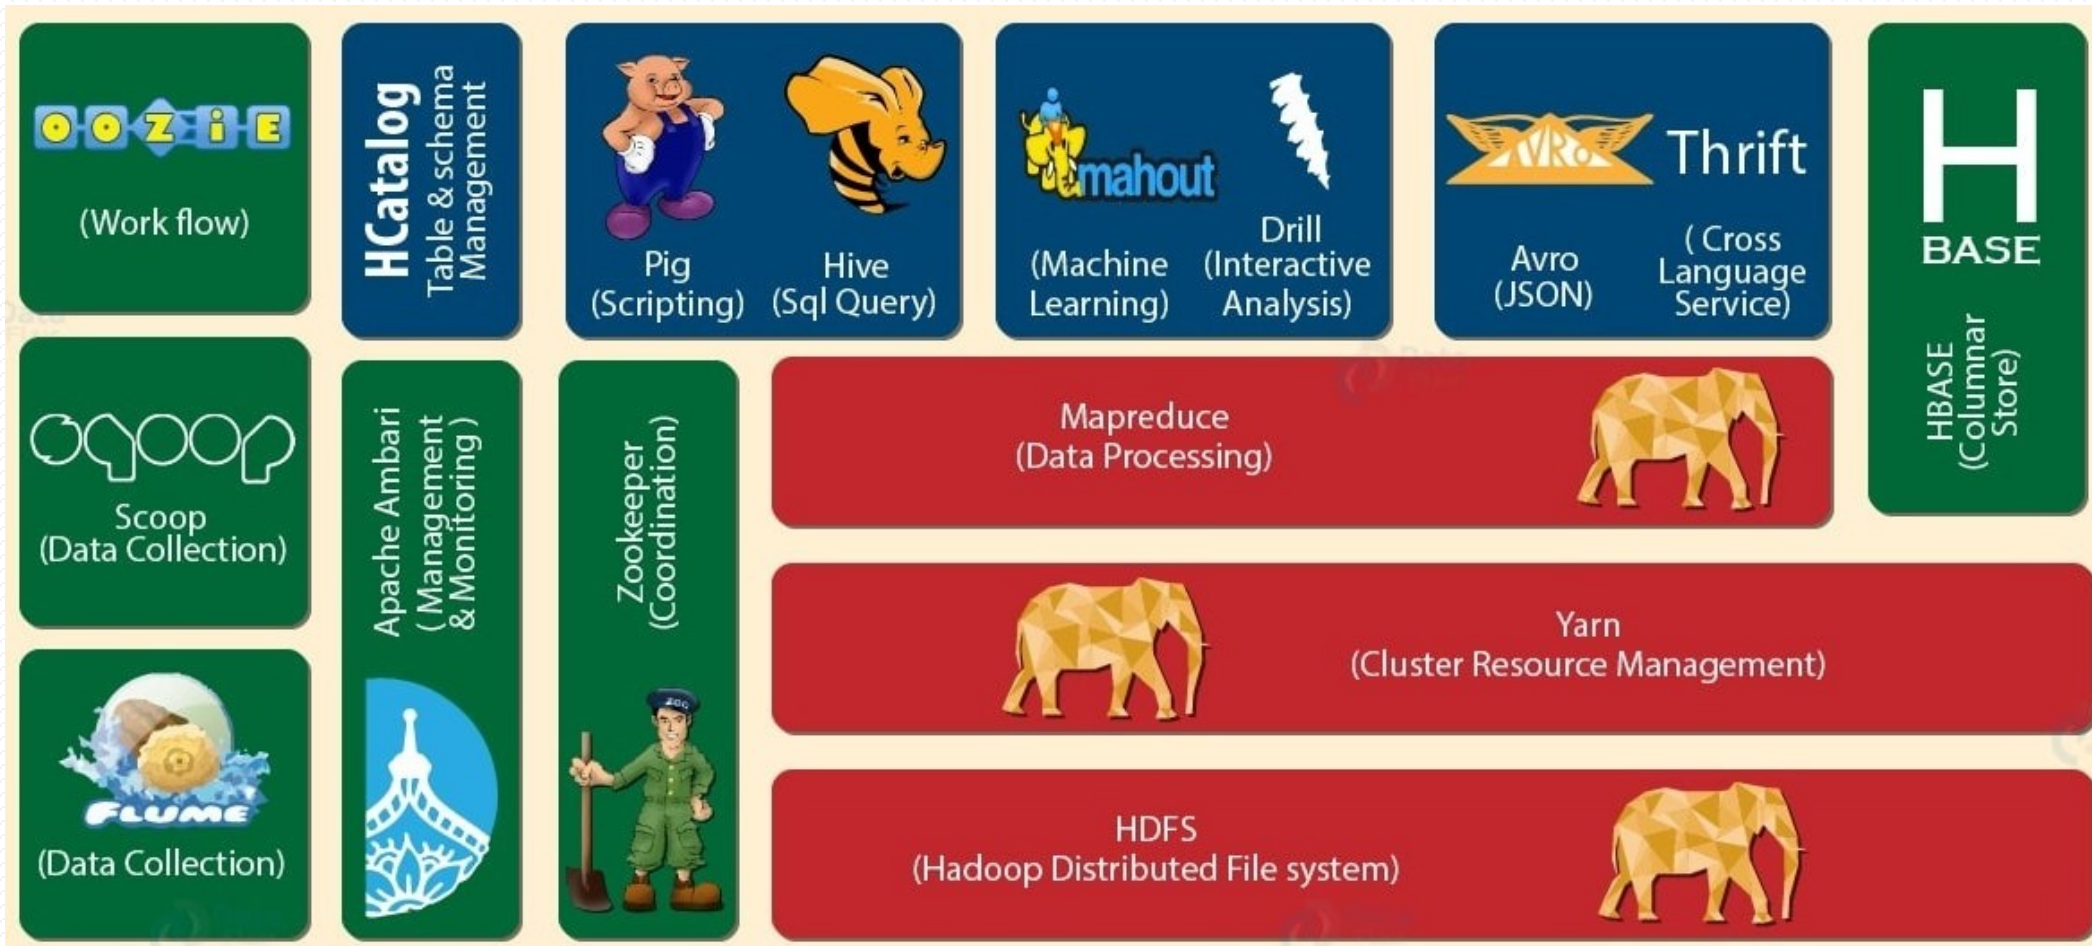 OOZiE
(Work flow)
HCatalog
Table & schema
Management
Pig
(Scripting)
Hive
(Sql Query)
mahout
(Machine
Learning)
Drill
(Interactive
Analysis)
AVRO
Avro
(JSON)
Thrift
( Cross
Language
Service)
H
BASE
HBASE
(Columnar
Store)
sqoop
Scoop
(Data Collection)
Apache Ambari
( Management
& Monitoring )
Zookeeper
(Coordination)
ZOO
Mapreduce
(Data Processing)
Yarn
(Cluster Resource Management)
FLUME
(Data Collection)
HDFS
(Hadoop Distributed File system)